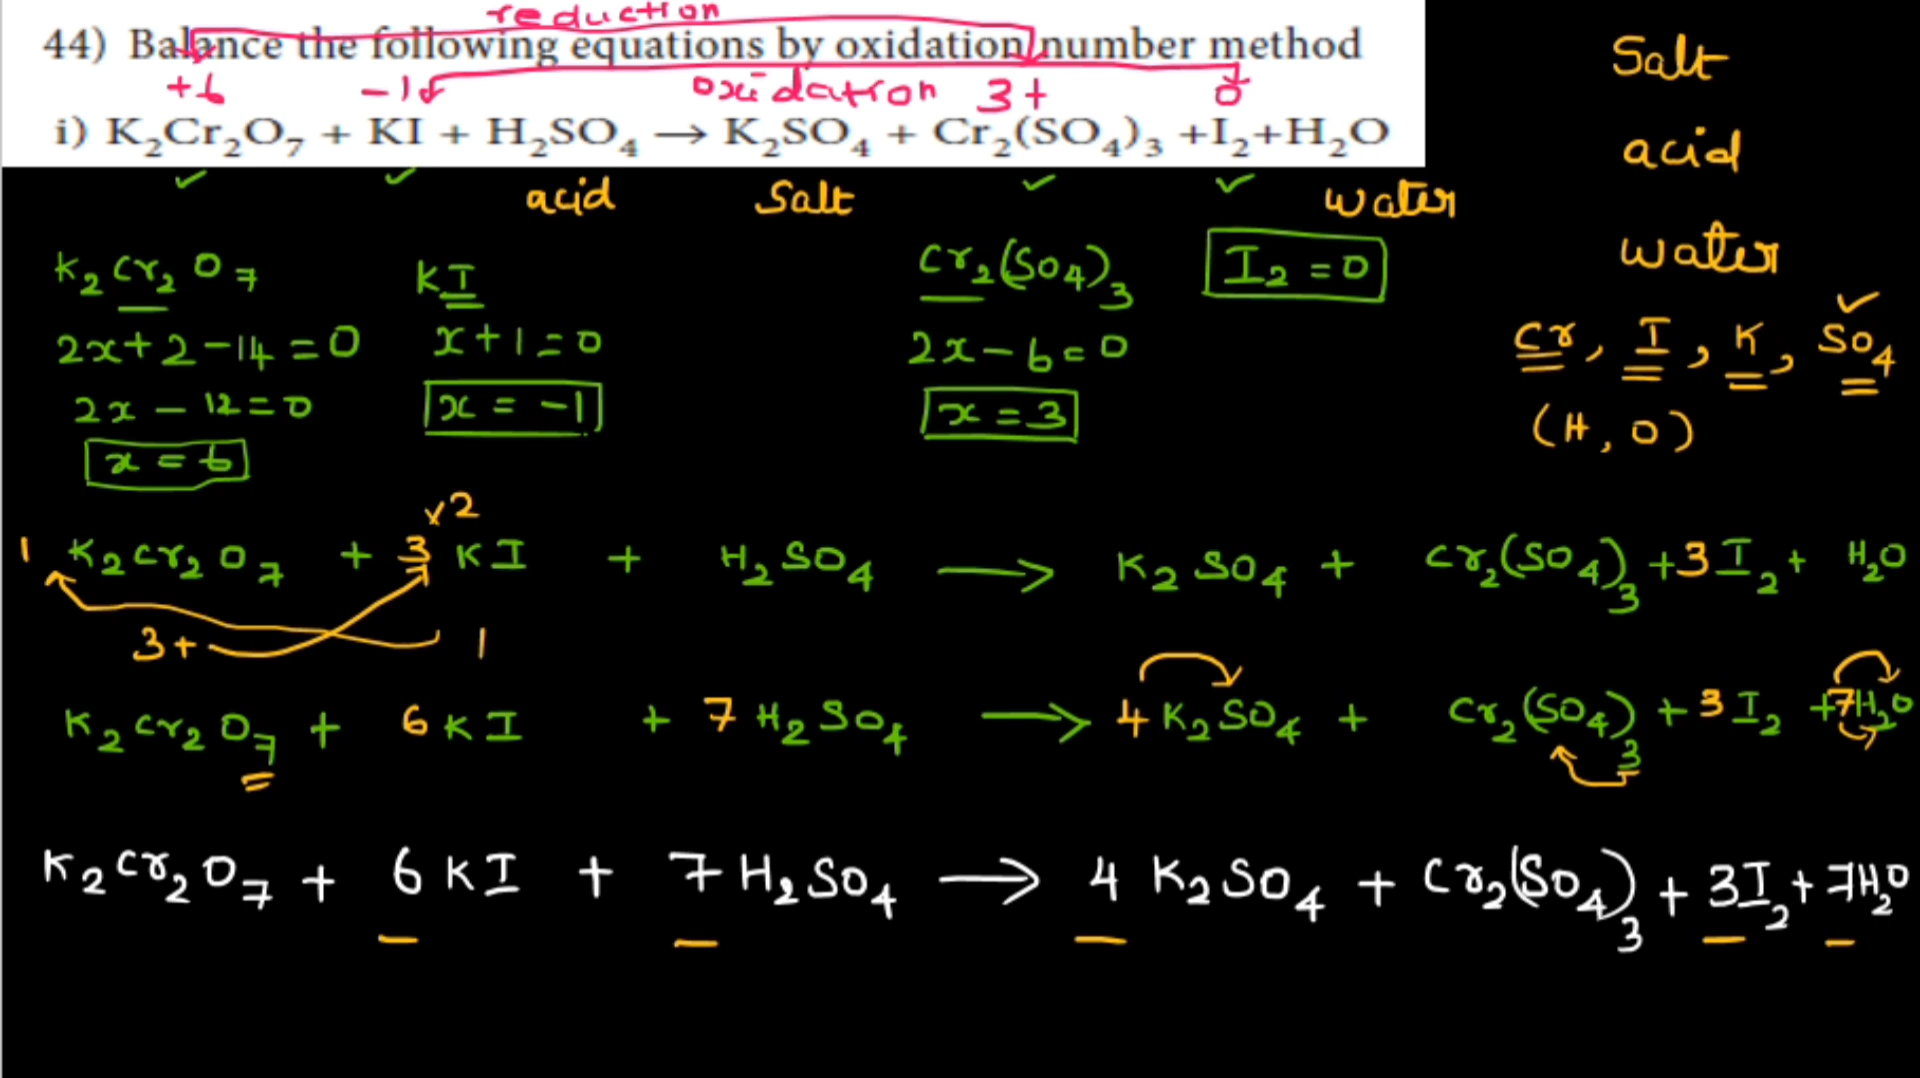 reduction
44) Balance the following equations by oxidation number method
+6 -1 oxidation 3+ 0
i) K₂Cr₂O₇ + KI + H₂SO₄ → K₂SO₄ + Cr₂(SO₄)₃ +I₂+H₂O
acid Salt water
Salt
acid
water
Cr, I, K, SO₄
(H, O)
K₂Cr₂O₇ KI Cr₂(SO₄)₃ I₂ = 0
2x+2-14=0 x+1=0 2x-6=0
2x-12=0 x=-1 x=3
x=6
x2
1 K₂Cr₂O₇ + 3 KI + H₂SO₄ → K₂SO₄ + Cr₂(SO₄)₃ +3I₂+ H₂O
3+ 1
K₂Cr₂O₇ + 6 KI + 7 H₂SO₄ → 4 K₂SO₄ + Cr₂(SO₄)₃ + 3I₂ +7H₂O
K₂Cr₂O₇ + 6 KI + 7 H₂SO₄ → 4 K₂SO₄ + Cr₂(SO₄)₃ + 3I₂+ 7H₂O